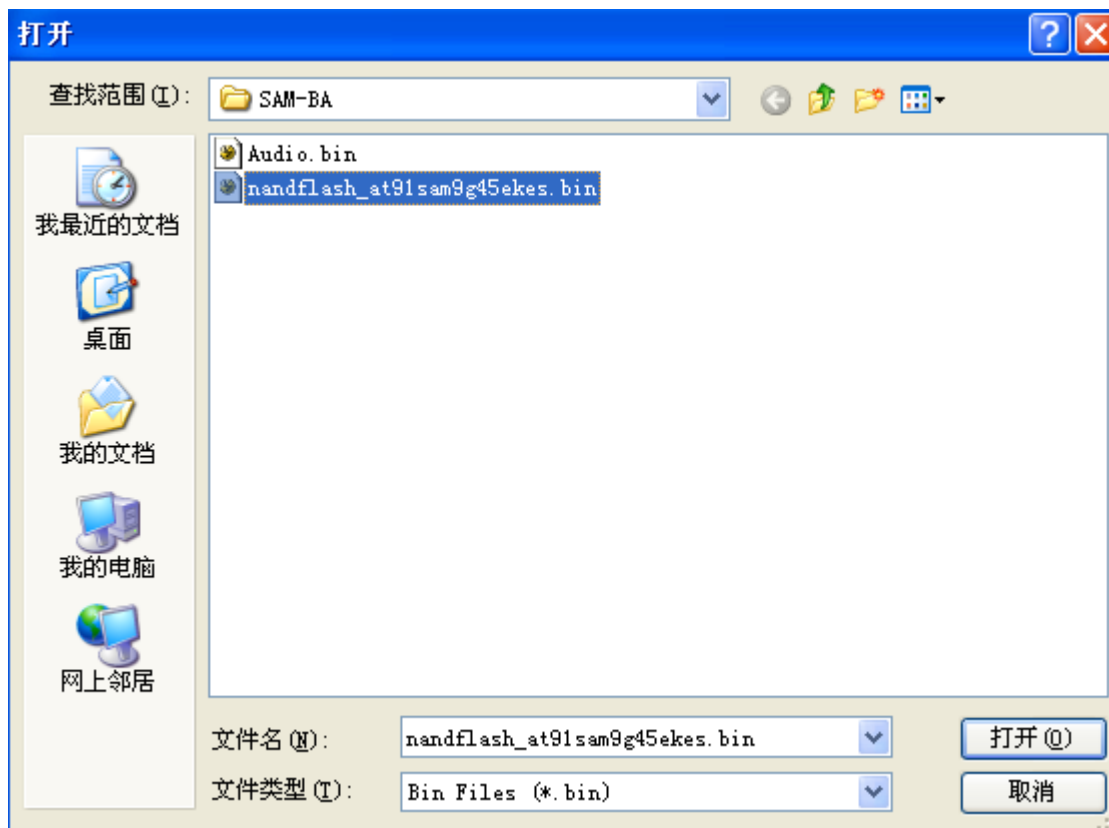 打开
查找范围(I):
SAM-BA
Audio.bin
nandflash_at91sam9g45ekes.bin
我最近的文档
桌面
我的文档
我的电脑
网上邻居
文件名(N):
nandflash_at91sam9g45ekes.bin
打开(O)
文件类型(T):
Bin Files (*.bin)
取消